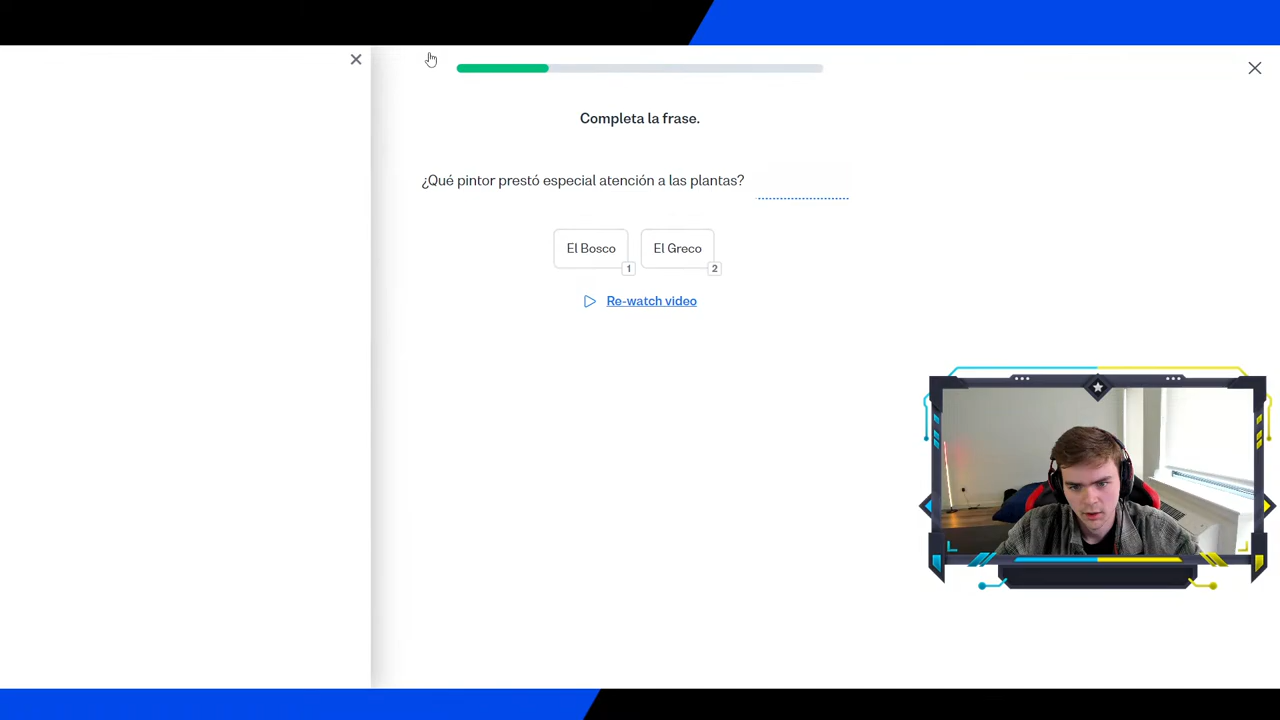 Completa la frase.
¿Qué pintor prestó especial atención a las plantas?
El Bosco 1
El Greco 2
Re-watch video